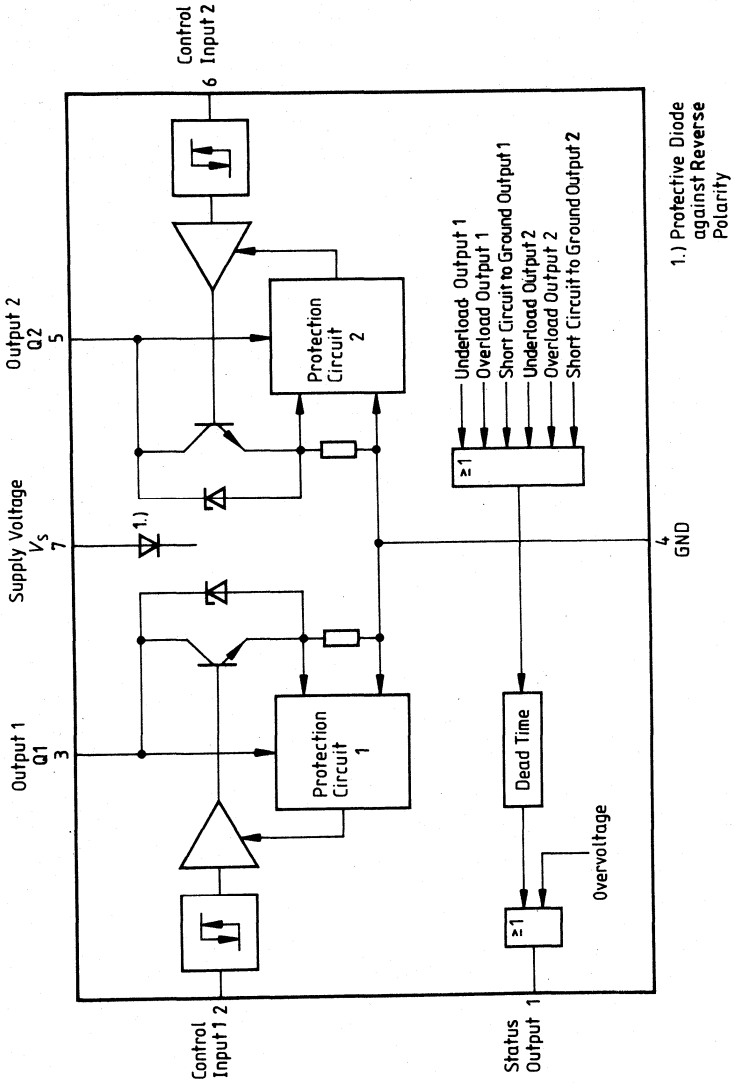 Output 1
Q1
3
Supply Voltage
VS
7
Output 2
Q2
5
1.)
Control
Input 1 2
Control
Input 2
6
Protection
Circuit
1
Protection
Circuit
2
Underload Output 1
Overload Output 1
Short Circuit to Ground Output 1
Underload Output 2
Overload Output 2
Short Circuit to Ground Output 2
≥1
Dead Time
Overvoltage
≥1
Status
Output 1
4
GND
1.) Protective Diode
against Reverse
Polarity